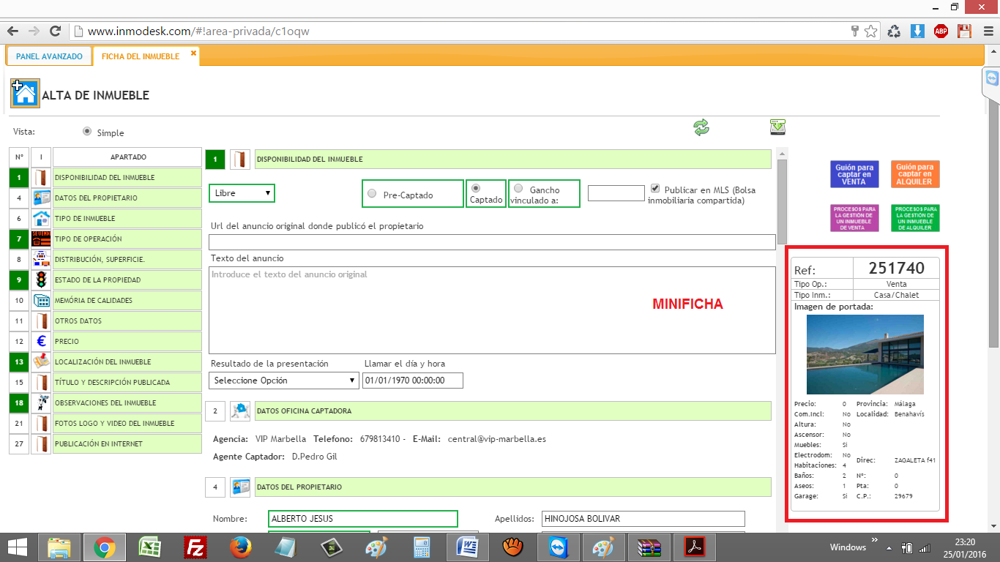 www.inmodesk.com/#!area-privada/c1oqw
ABP
PANEL AVANZADO
FICHA DEL INMUEBLE
ALTA DE INMUEBLE
Vista:
Simple
Nº I APARTADO
1 DISPONIBILIDAD DEL INMUEBLE
4 DATOS DEL PROPIETARIO
6 TIPO DE INMUEBLE
7 TIPO DE OPERACIÓN
8 DISTRIBUCIÓN, SUPERFICIE.
9 ESTADO DE LA PROPIEDAD
10 MEMÓRIA DE CALIDADES
11 OTROS DATOS
12 € PRECIO
13 LOCALIZACIÓN DEL INMUEBLE
15 TÍTULO Y DESCRIPCIÓN PUBLICADA
18 OBSERVACIONES DEL INMUEBLE
21 FOTOS LOGO Y VIDEO DEL INMUEBLE
27 PUBLICACIÓN EN INTERNET
1 DISPONIBILIDAD DEL INMUEBLE
Libre
Pre-Captado
Captado
Gancho
vinculado a:
Publicar en MLS (Bolsa
inmobiliaria compartida)
Url del anuncio original donde publicó el propietario
Texto del anuncio
Introduce el texto del anuncio original
MINIFICHA
Resultado de la presentación
Llamar el día y hora
Seleccione Opción
01/01/1970 00:00:00
2 DATOS OFICINA CAPTADORA
Agencia: VIP Marbella Telefono: 679813410 - E-Mail: central@vip-marbella.es
Agente Captador: D.Pedro Gil
4 DATOS DEL PROPIETARIO
Nombre: ALBERTO JESUS Apellidos: HINOJOSA BOLIVAR
Guión para
captar en
VENTA
Guión para
captar en
ALQUILER
PROCESOS PARA
LA GESTIÓN DE
UN INMUEBLE
DE VENTA
PROCESOS PARA
LA GESTIÓN DE
UN INMUEBLE
DE ALQUILER
Ref: 251740
Tipo Op.: Venta
Tipo Inm.: Casa/Chalet
Imagen de portada:
Precio: 0 Provincia: Málaga
Com.Incl: No Localidad: Benahavís
Altura: No
Ascensor: No
Muebles: Si
Electrodom: No
Direc: ZAGALETA f41
Habitaciones: 4
Baños: 2 Nº: 0
Aseos: 1 Pta: 0
Garage: Si C.P.: 29679
Windows
23:20
25/01/2016